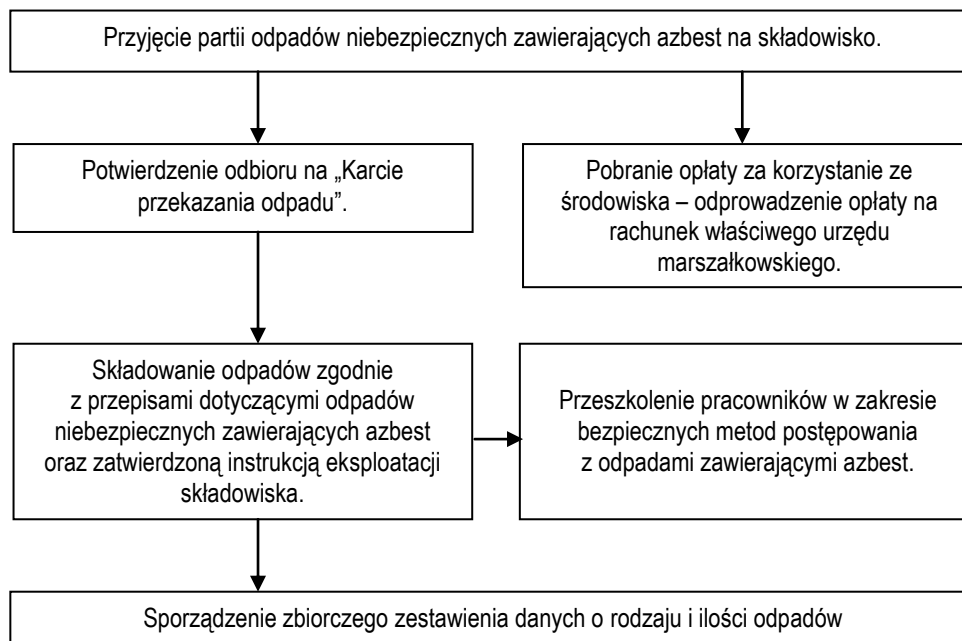 Przyjęcie partii odpadów niebezpiecznych zawierających azbest na składowisko.
Potwierdzenie odbioru na „Karcie
przekazania odpadu”.
Pobranie opłaty za korzystanie ze
środowiska – odprowadzenie opłaty na
rachunek właściwego urzędu
marszałkowskiego.
Składowanie odpadów zgodnie
z przepisami dotyczącymi odpadów
niebezpiecznych zawierających azbest
oraz zatwierdzoną instrukcją eksploatacji
składowiska.
Przeszkolenie pracowników w zakresie
bezpiecznych metod postępowania
z odpadami zawierającymi azbest.
Sporządzenie zbiorczego zestawienia danych o rodzaju i ilości odpadów